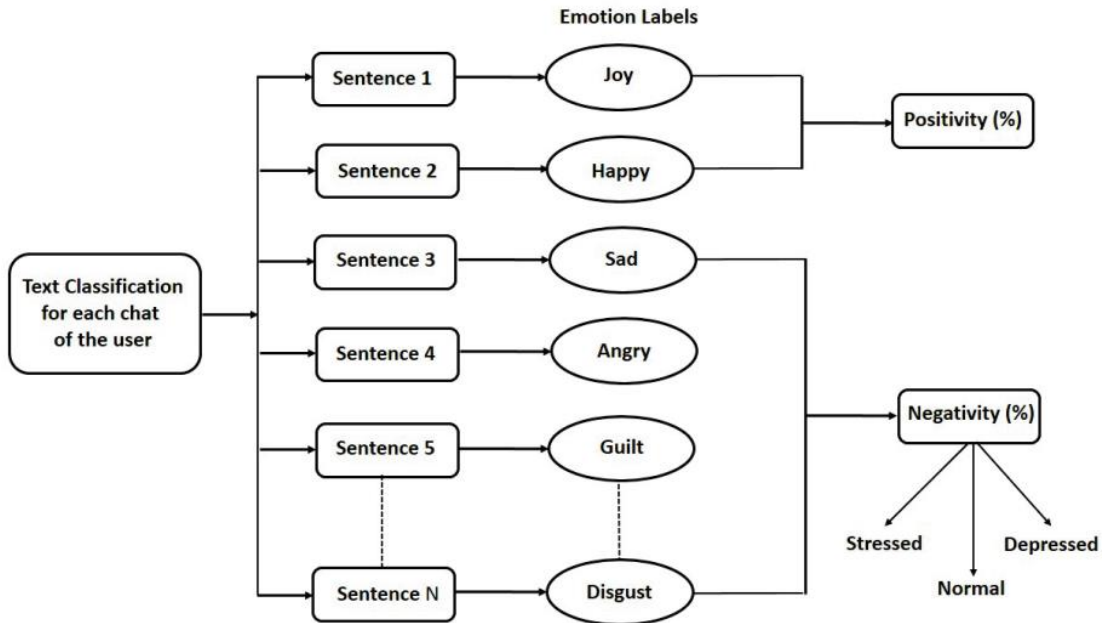 Emotion Labels
Sentence 1
Joy
Positivity (%)
Sentence 2
Happy
Sentence 3
Sad
Text Classification
for each chat
of the user
Sentence 4
Angry
Negativity (%)
Sentence 5
Guilt
Stressed
Depressed
Normal
Sentence N
Disgust